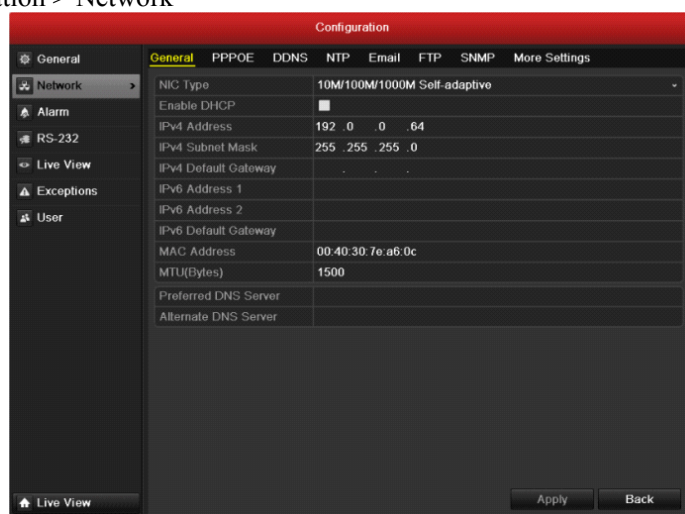 ation > Network
Configuration
General
Network >
Alarm
RS-232
Live View
Exceptions
User
General PPPOE DDNS NTP Email FTP SNMP More Settings
NIC Type 10M/100M/1000M Self-adaptive
Enable DHCP
IPv4 Address 192 .0 .0 .64
IPv4 Subnet Mask 255 .255 .255 .0
IPv4 Default Gateway . . .
IPv6 Address 1
IPv6 Address 2
IPv6 Default Gateway
MAC Address 00:40:30:7e:a6:0c
MTU(Bytes) 1500
Preferred DNS Server
Alternate DNS Server
Live View
Apply Back